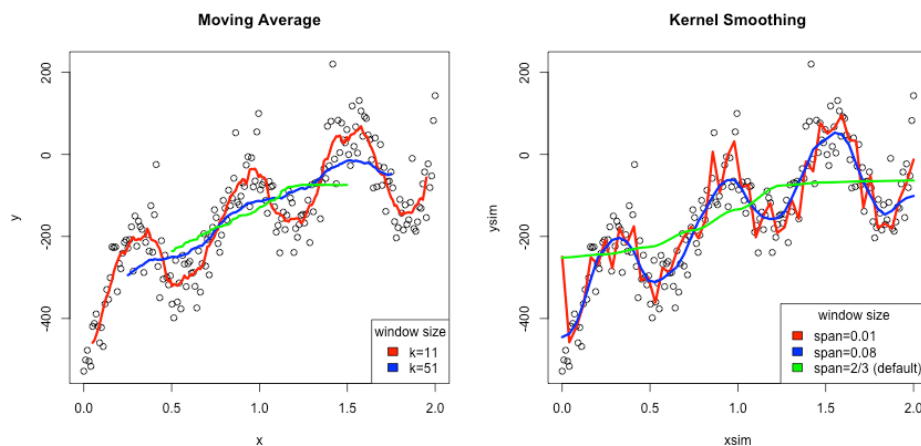 Moving Average
Kernel Smoothing
y
200
0
-200
-400
window size
k=11
k=51
0.0
0.5
1.0
1.5
2.0
x
ysim
200
0
-200
-400
window size
span=0.01
span=0.08
span=2/3 (default)
0.0
0.5
1.0
1.5
2.0
xsim